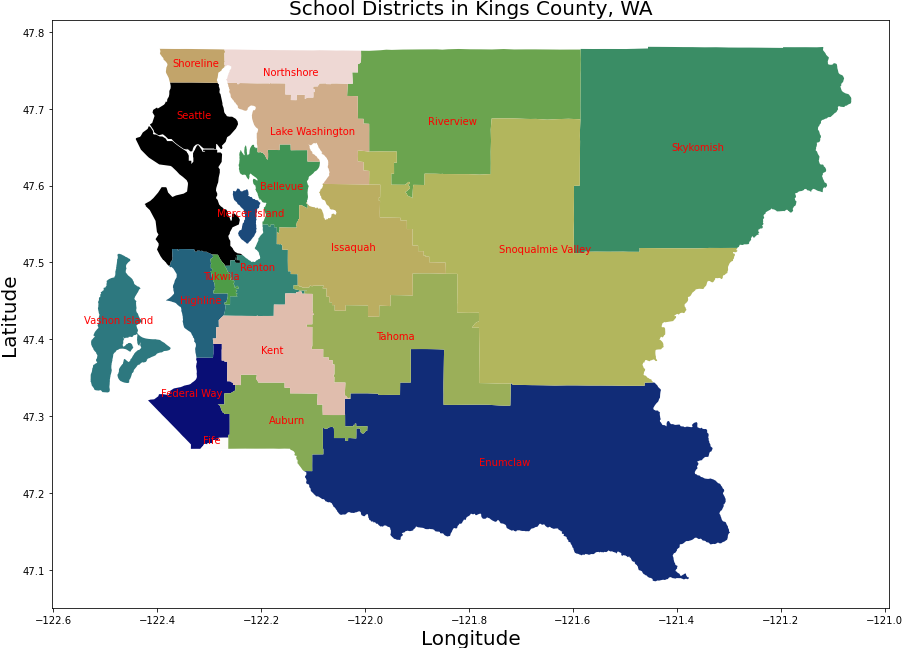 School Districts in Kings County, WA
47.8
47.7
47.6
47.5
47.4
47.3
47.2
47.1
Latitude
Shoreline
Northshore
Seattle
Lake Washington
Riverview
Skykomish
Bellevue
Mercer Island
Issaquah
Snoqualmie Valley
Renton
Tukwila
Highline
Vashon Island
Tahoma
Kent
Federal Way
Auburn
Fife
Enumclaw
−122.6
−122.4
−122.2
−122.0
−121.8
−121.6
−121.4
−121.2
−121.0
Longitude